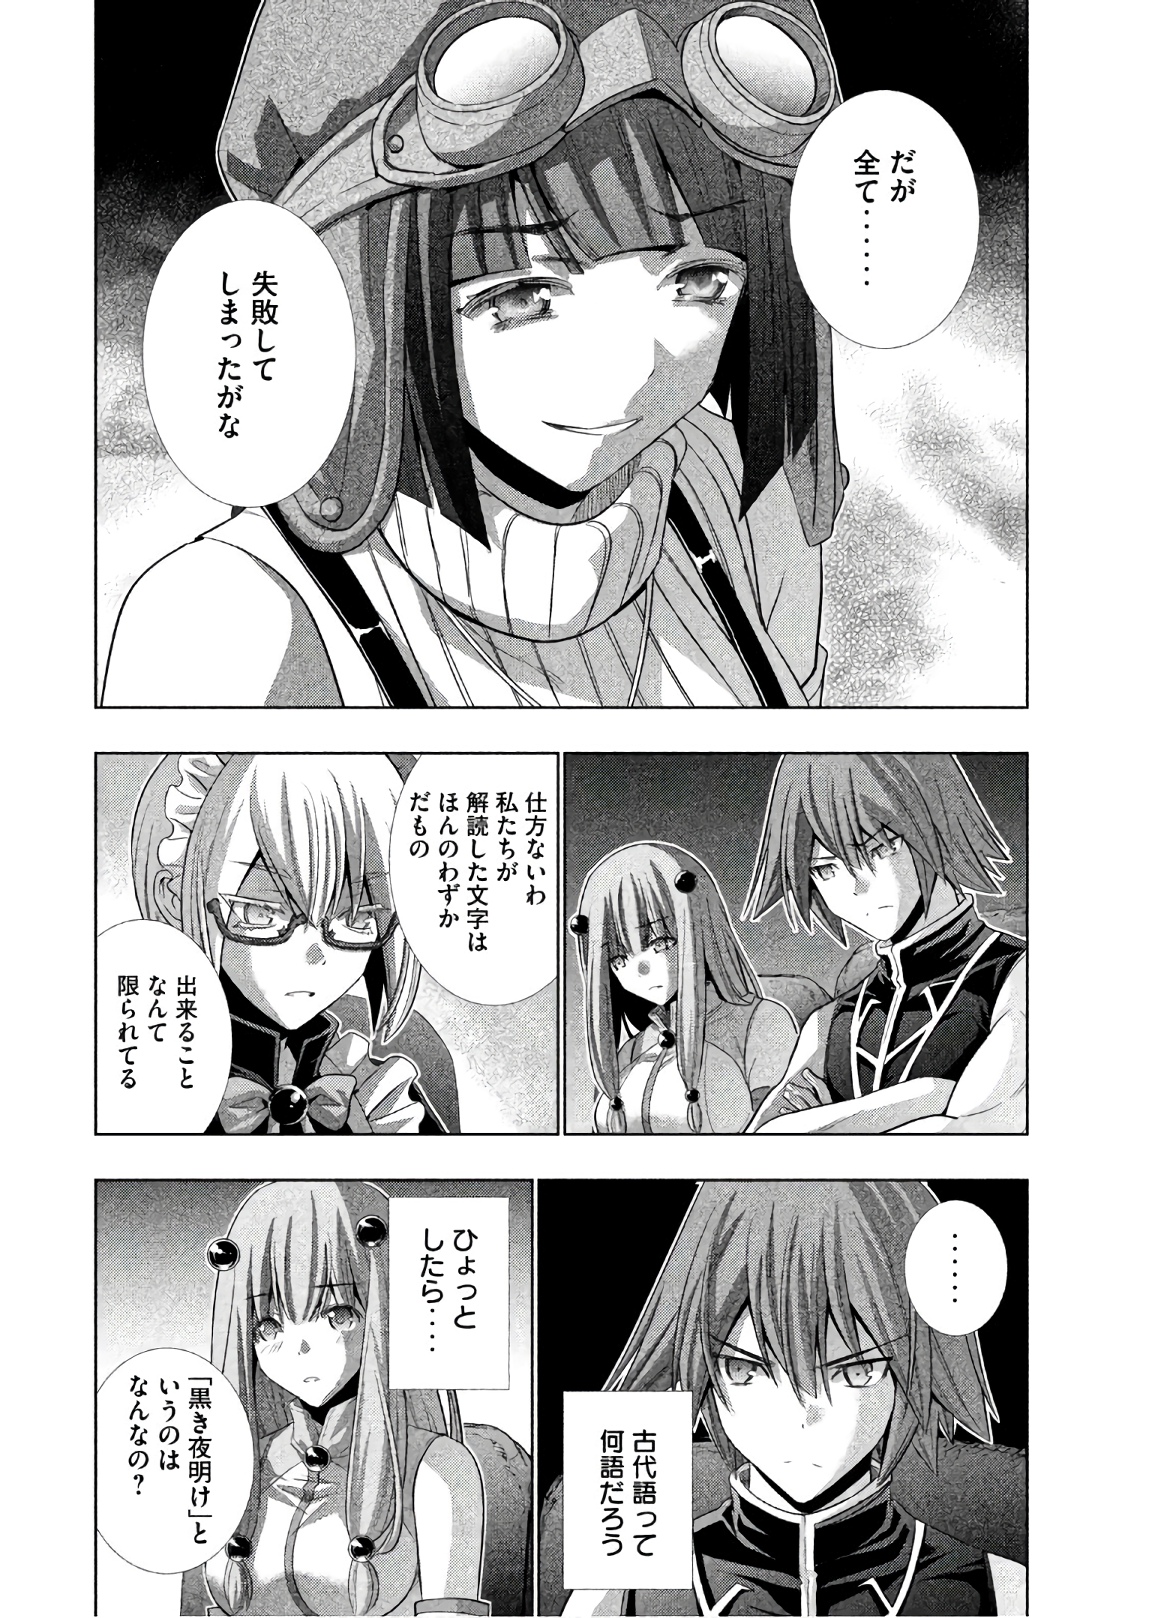 だが
全て……
失敗して
しまったがな
仕方ないわ
私たちが
解読した文字は
ほんのわずか
だもの
出来ること
なんて
限られてる
……
古代語って
何語だろう
ひょっと
したら‥‥
「黒き夜明け」と
いうのは
なんなの？